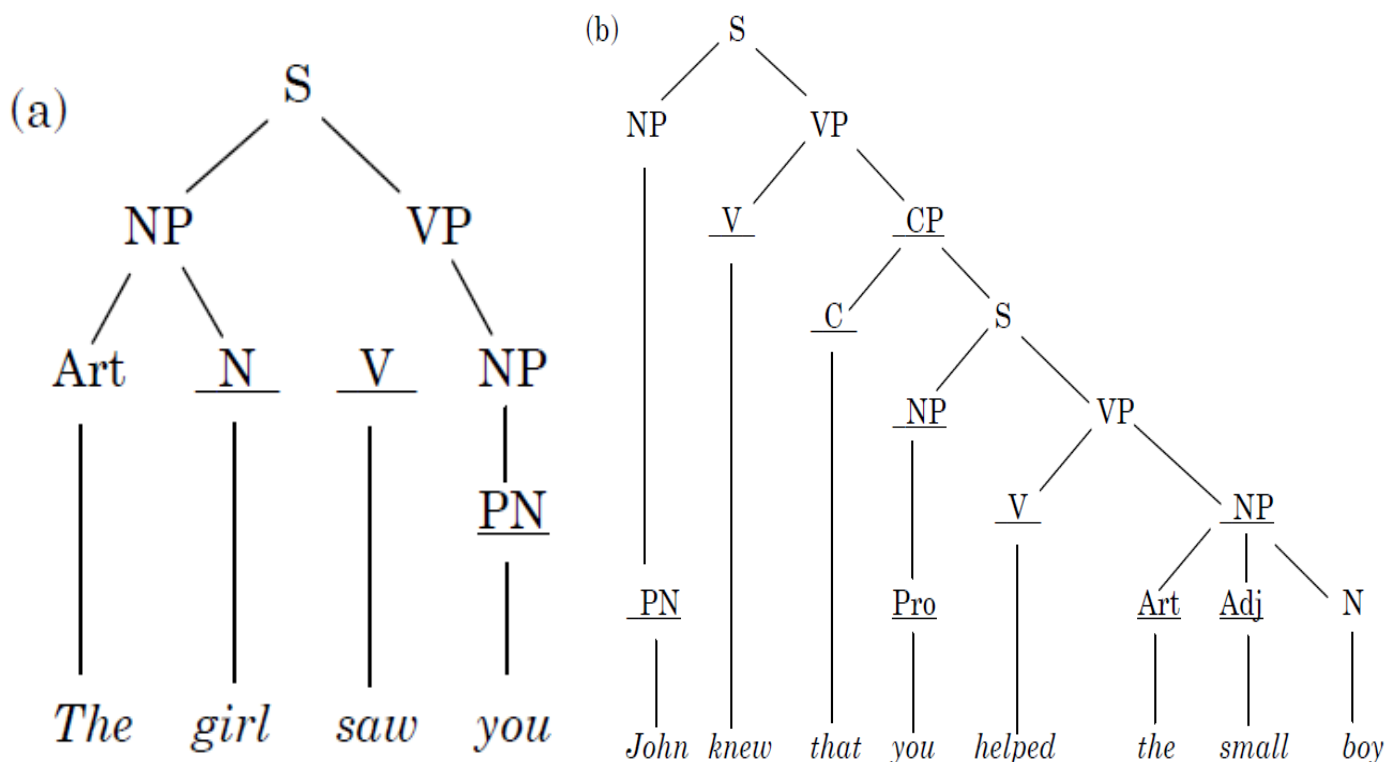 (a)
S
NP VP
Art N V NP
PN
The girl saw you
(b)
S
NP VP
V CP
C S
NP VP
V NP
PN Pro Art Adj N
John knew that you helped the small boy